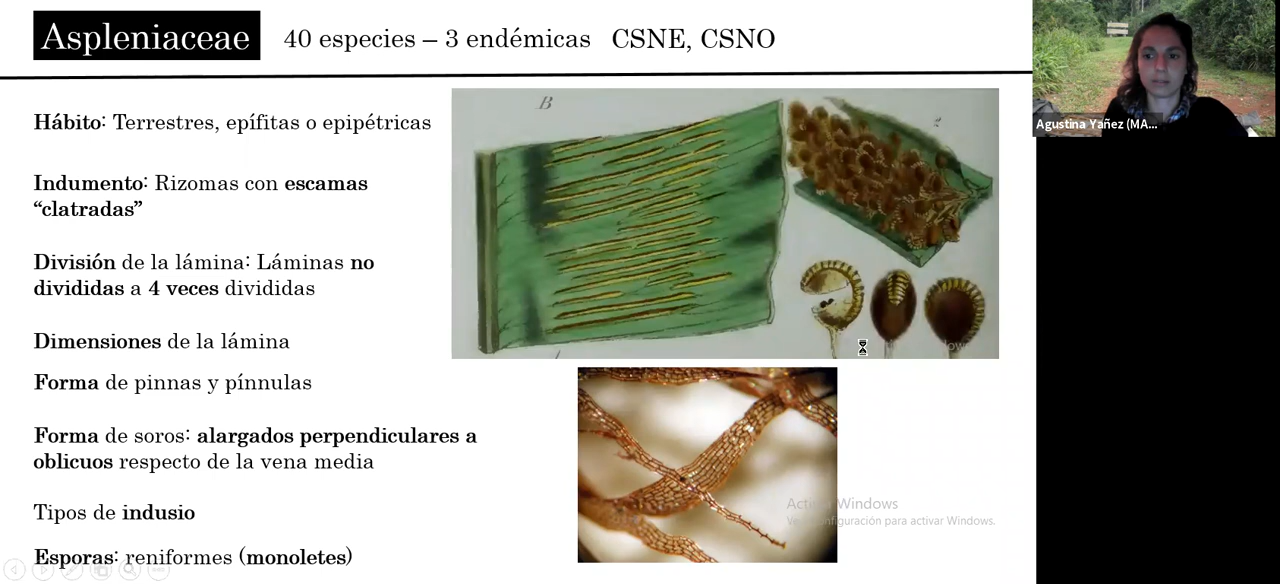 Aspleniaceae
40 especies – 3 endémicas CSNE, CSNO
Hábito: Terrestres, epífitas o epipétricas
Indumento: Rizomas con escamas
“clatradas”
División de la lámina: Láminas no
divididas a 4 veces divididas
Dimensiones de la lámina
Forma de pinnas y pínnulas
Forma de soros: alargados perpendiculares a
oblicuos respecto de la vena media
Tipos de indusio
Esporas: reniformes (monoletes)
B
2
Agustina Yañez (MA...
Windows